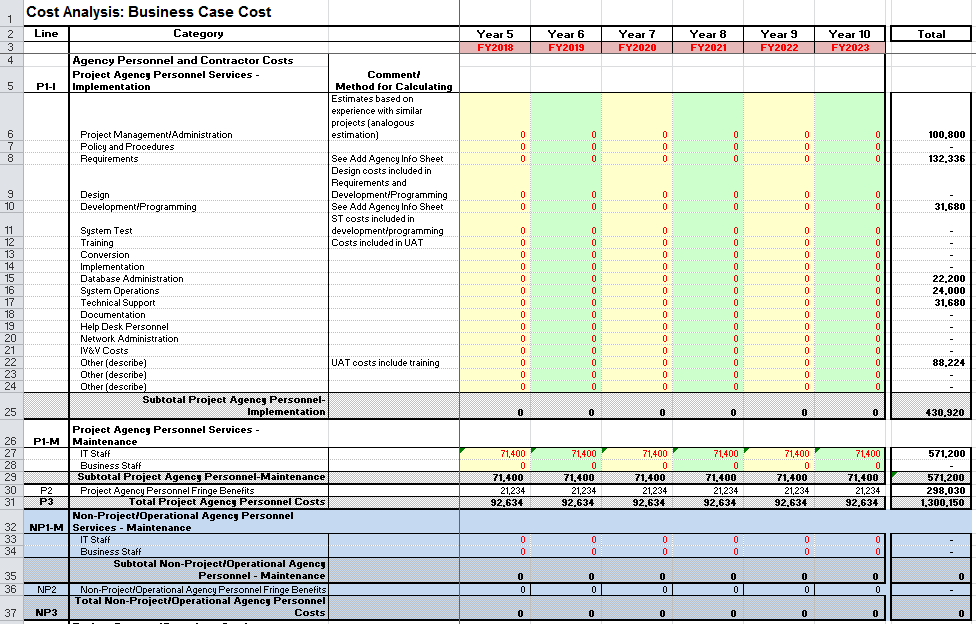 Cost Analysis: Business Case Cost
1
2 Line Category Year 5 Year 6 Year 7 Year 8 Year 9 Year 10 Total
3 FY2018 FY2019 FY2020 FY2021 FY2022 FY2023
4 Agency Personnel and Contractor Costs
Project Agency Personnel Services - Comment/
5 P1-I Implementation Method for Calculating
Estimates based on
experience with similar
projects (analogous
estimation)
6 Project Management/Administration 0 0 0 0 0 0 100,800
7 Policy and Procedures 0 0 0 0 0 0 -
8 Requirements See Add Agency Info Sheet 0 0 0 0 0 0 132,336
Design costs included in
Requirements and
9 Design Development/Programming 0 0 0 0 0 0 -
10 Development/Programming See Add Agency Info Sheet 0 0 0 0 0 0 31,680
ST costs included in
11 System Test development/programming 0 0 0 0 0 0 -
12 Training Costs included in UAT 0 0 0 0 0 0 -
13 Conversion 0 0 0 0 0 0 -
14 Implementation 0 0 0 0 0 0 -
15 Database Administration 0 0 0 0 0 0 22,200
16 System Operations 0 0 0 0 0 0 24,000
17 Technical Support 0 0 0 0 0 0 31,680
18 Documentation 0 0 0 0 0 0 -
19 Help Desk Personnel 0 0 0 0 0 0 -
20 Network Administration 0 0 0 0 0 0 -
21 IV&V Costs 0 0 0 0 0 0 -
22 Other (describe) UAT costs include training 0 0 0 0 0 0 88,224
23 Other (describe) 0 0 0 0 0 0 -
24 Other (describe) 0 0 0 0 0 0 -
Subtotal Project Agency Personnel-
25 Implementation 0 0 0 0 0 0 430,920
Project Agency Personnel Services -
26 P1-M Maintenance
27 IT Staff 71,400 71,400 71,400 71,400 71,400 71,400 571,200
28 Business Staff 0 0 0 0 0 0 -
29 Subtotal Project Agency Personnel-Maintenance 71,400 71,400 71,400 71,400 71,400 71,400 571,200
30 P2 Project Agency Personnel Fringe Benefits 21,234 21,234 21,234 21,234 21,234 21,234 298,030
31 P3 Total Project Agency Personnel Costs 92,634 92,634 92,634 92,634 92,634 92,634 1,300,150
Non-Project/Operational Agency Personnel
32 NP1-M Services - Maintenance
33 IT Staff 0 0 0 0 0 0 -
34 Business Staff 0 0 0 0 0 0 -
Subtotal Non-Project/Operational Agency
35 Personnel - Maintenance 0 0 0 0 0 0 0
36 NP2 Non-Project/Operational Agency Personnel Fringe Benefits 0 0 0 0 0 0 -
Total Non-Project/Operational Agency Personnel
37 NP3 Costs 0 0 0 0 0 0 0